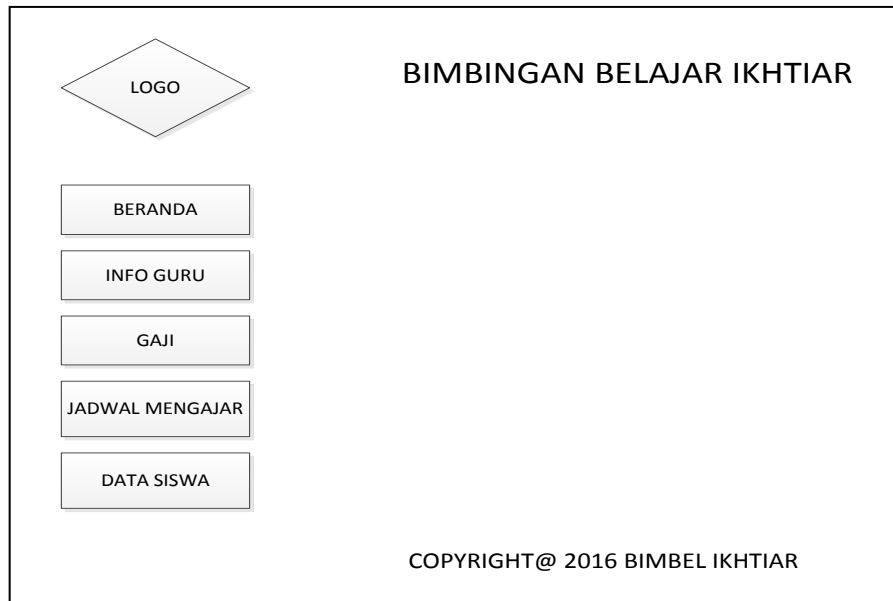 LOGO
BIMBINGAN BELAJAR IKHTIAR
BERANDA
INFO GURU
GAJI
JADWAL MENGAJAR
DATA SISWA
COPYRIGHT@ 2016 BIMBEL IKHTIAR